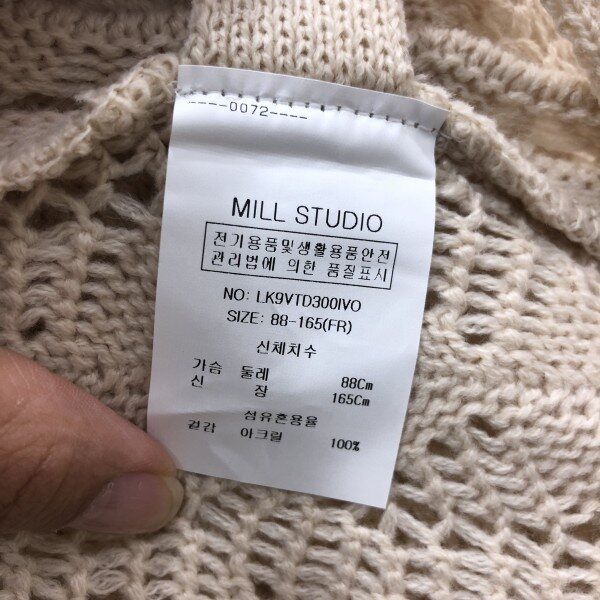 ----0072----
MILL STUDIO
전기용품및생활용품안전
관리법에 의한 품질표시
NO: LK9VTD300IVO
SIZE: 88-165(FR)
신체치수
가슴 둘레 88Cm
신 장 165Cm
섬유혼용율
겉감 아크릴 100%